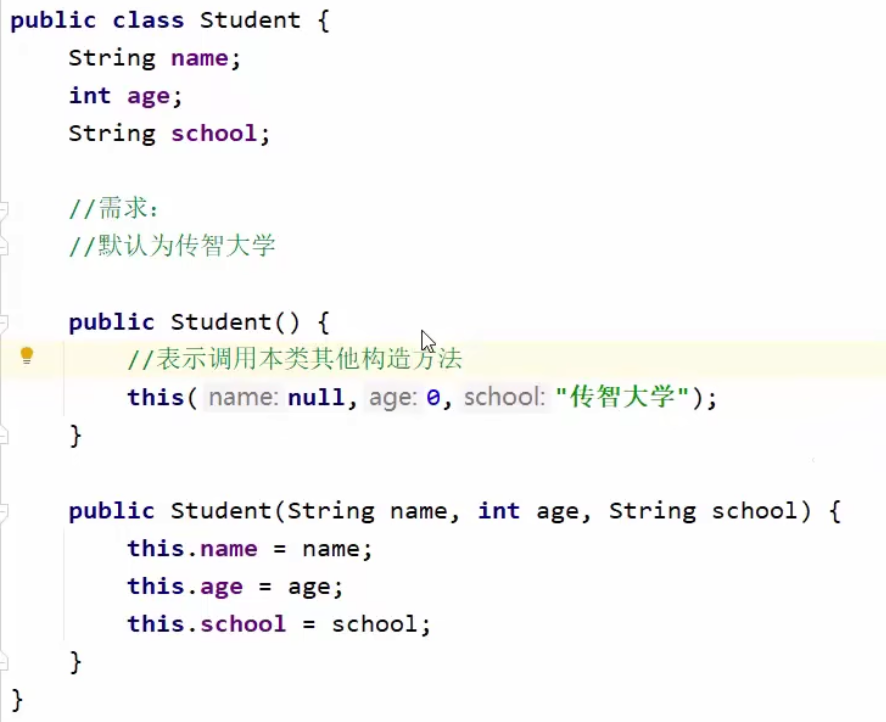 public class Student {
String name;
int age;
String school;
//需求：
//默认为传智大学
public Student() {
//表示调用本类其他构造方法
this( name: null, age: 0, school: "传智大学");
}
public Student(String name, int age, String school) {
this.name = name;
this.age = age;
this.school = school;
}
}